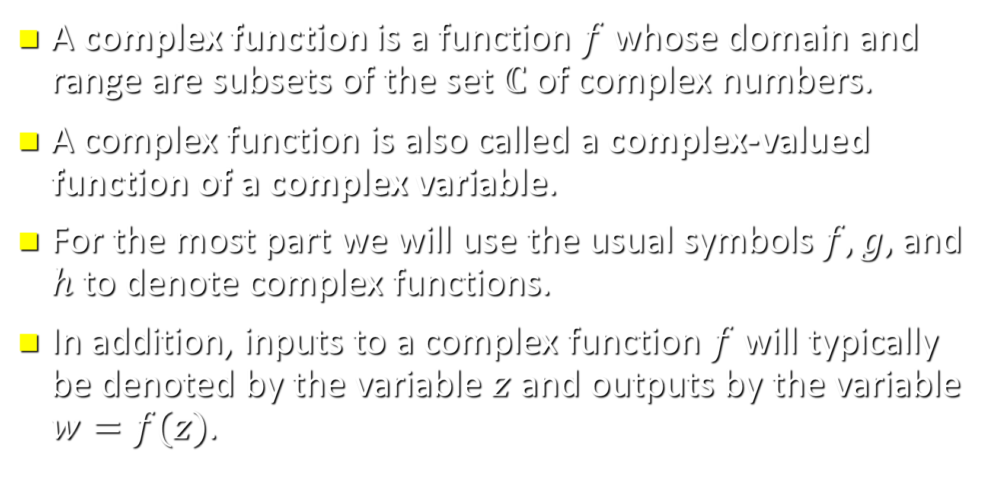 A complex function is a function f whose domain and
range are subsets of the set ℂ of complex numbers.
A complex function is also called a complex-valued
function of a complex variable.
For the most part we will use the usual symbols f, g, and
h to denote complex functions.
In addition, inputs to a complex function f will typically
be denoted by the variable z and outputs by the variable
w = f(z).